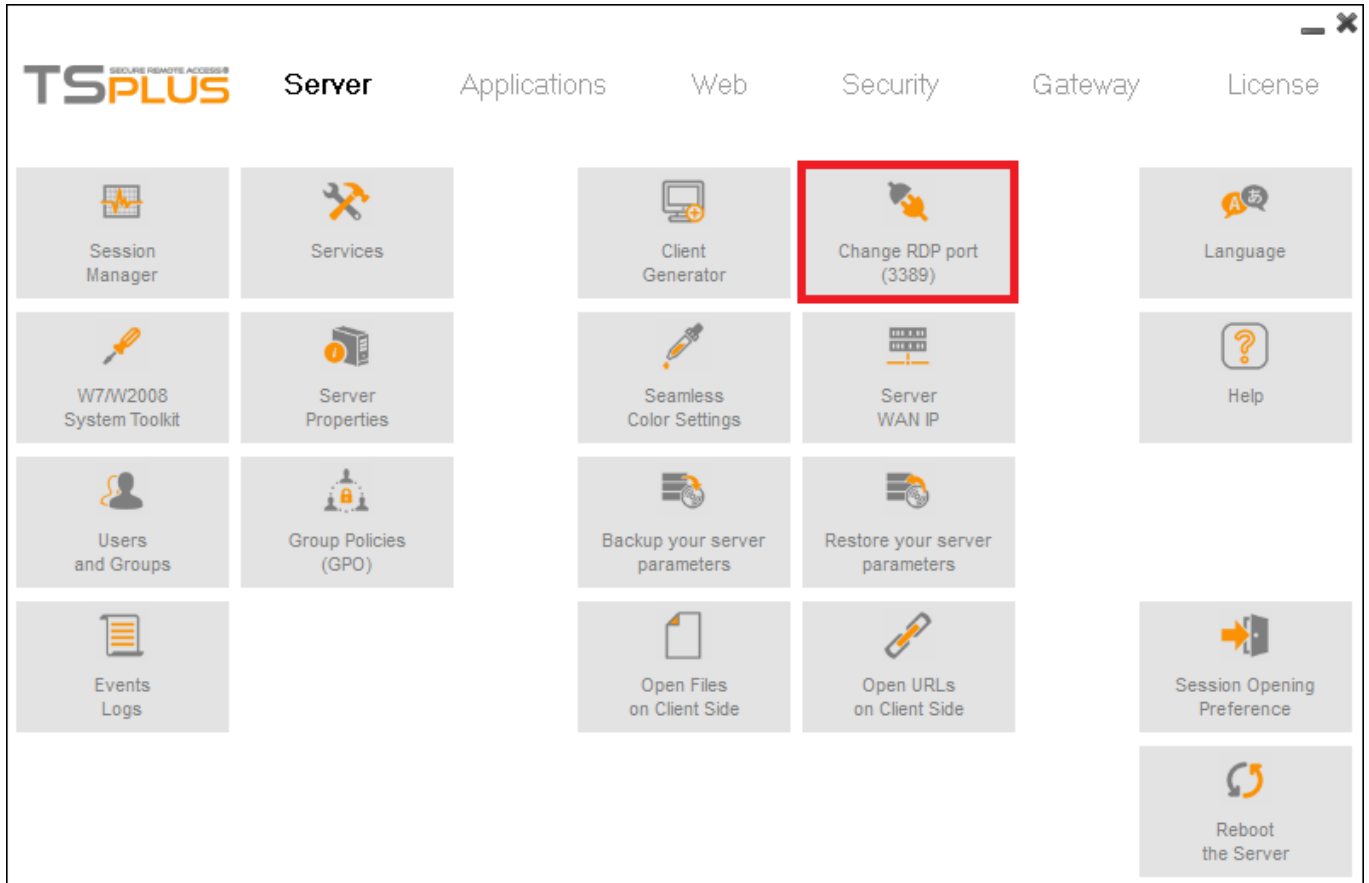 TSPLUS SECURE REMOTE ACCESS®
Server
Applications
Web
Security
Gateway
License
Session
Manager
Services
Client
Generator
Change RDP port
(3389)
Language
W7/W2008
System Toolkit
Server
Properties
Seamless
Color Settings
Server
WAN IP
Help
Users
and Groups
Group Policies
(GPO)
Backup your server
parameters
Restore your server
parameters
Events
Logs
Open Files
on Client Side
Open URLs
on Client Side
Session Opening
Preference
Reboot
the Server